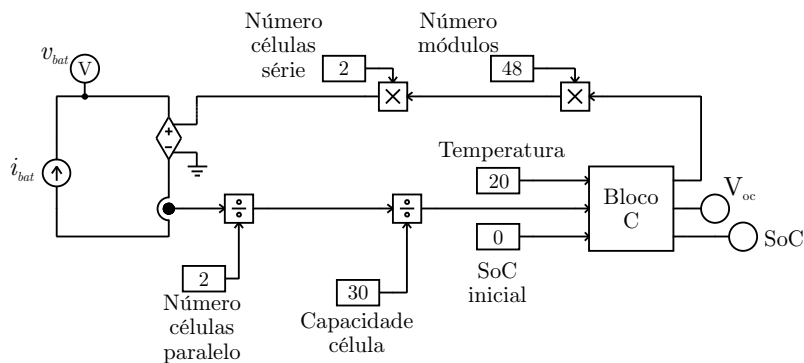 Número
células
série
2
Número
módulos
48
v_bat
V
×
×
+
−
i_bat
Temperatura
20
÷
÷
Bloco
C
V_oc
0
SoC
SoC
inicial
2
Número
células
paralelo
30
Capacidade
célula